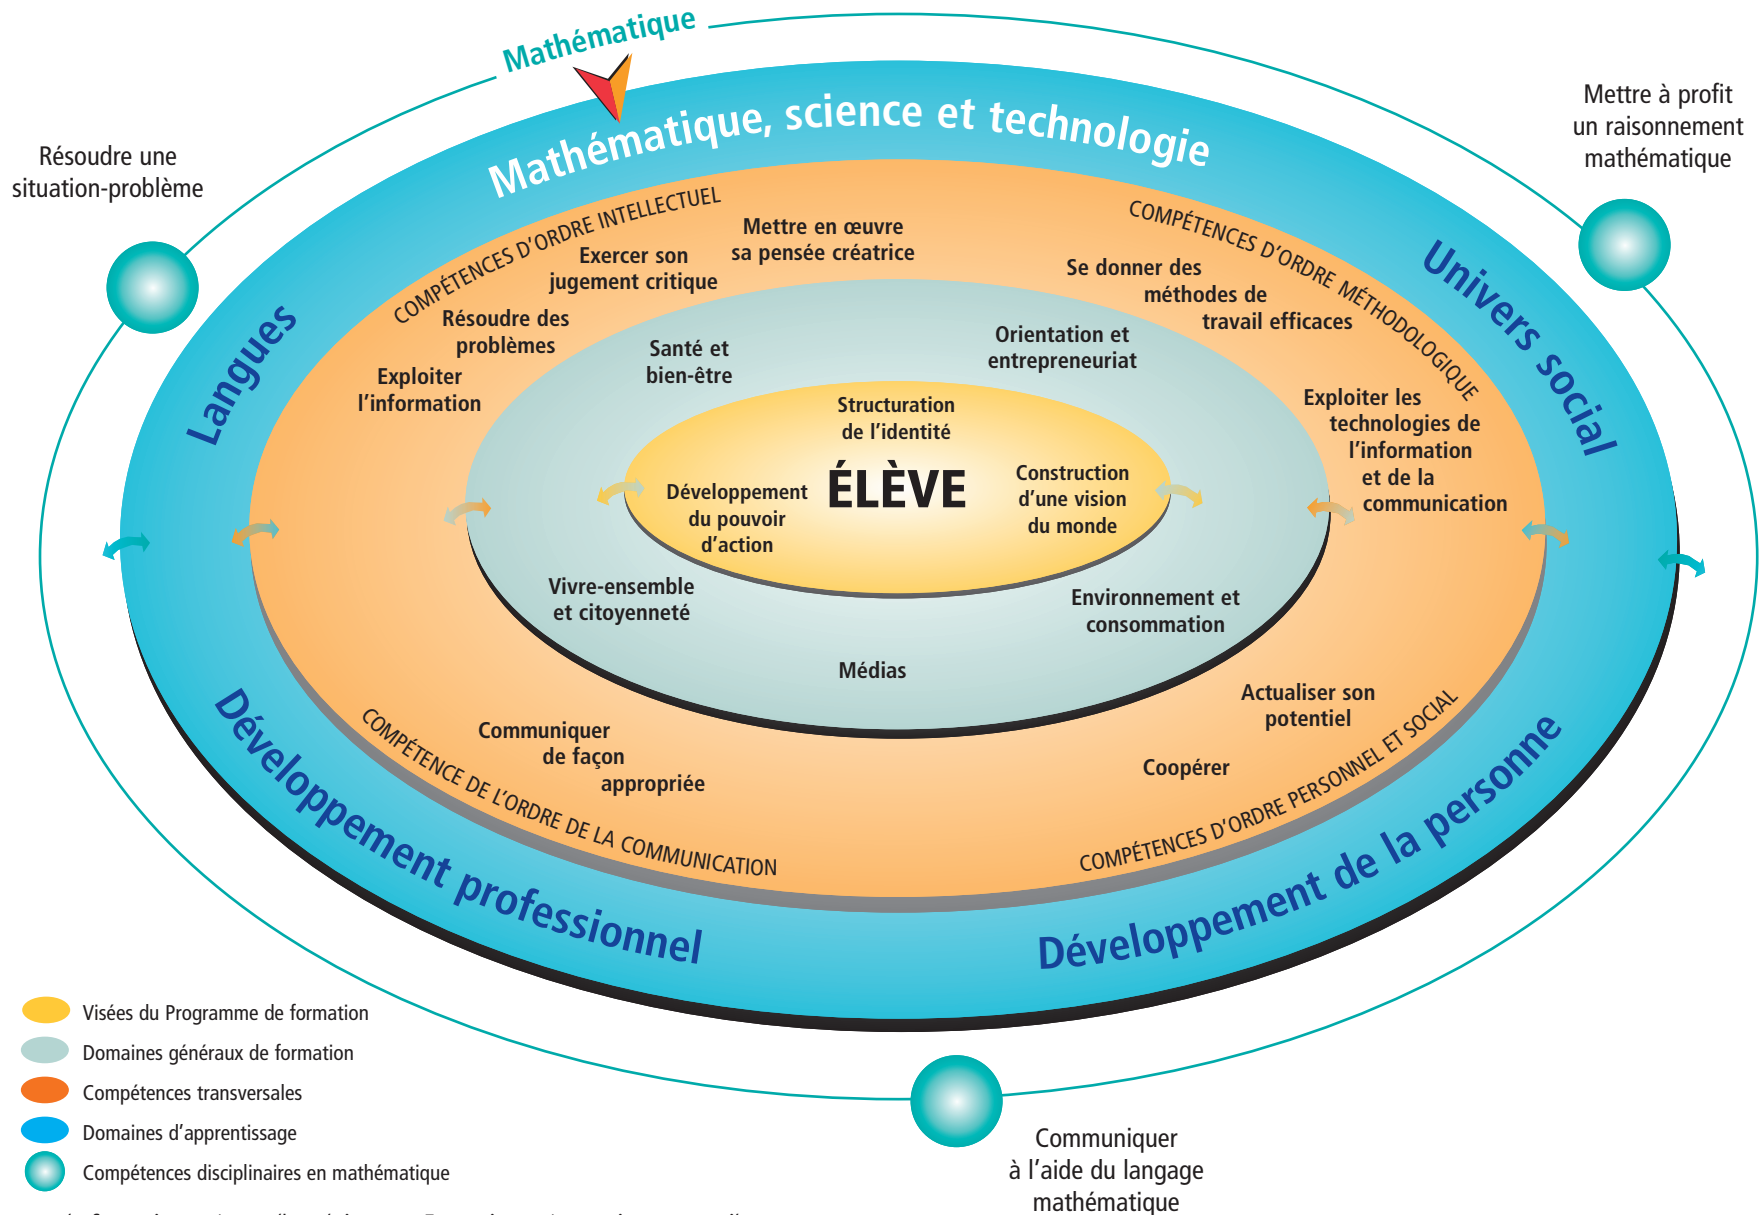 Mathématique
Résoudre une
situation-problème
Mettre à profit
un raisonnement
mathématique
Mathématique, science et technologie
Langues
Univers social
COMPÉTENCES D'ORDRE INTELLECTUEL
Mettre en œuvre
sa pensée créatrice
Exercer son
jugement critique
Résoudre des
problèmes
Exploiter
l'information
COMPÉTENCES D'ORDRE MÉTHODOLOGIQUE
Se donner des
méthodes de
travail efficaces
Exploiter les
technologies de
l'information
et de la
communication
Santé et
bien-être
Orientation et
entrepreneuriat
Structuration
de l'identité
ÉLÈVE
Développement
du pouvoir
d'action
Construction
d'une vision
du monde
Vivre-ensemble
et citoyenneté
Environnement et
consommation
Médias
Communiquer
de façon
appropriée
COMPÉTENCE DE L'ORDRE DE LA COMMUNICATION
Actualiser son
potentiel
Coopérer
COMPÉTENCES D'ORDRE PERSONNEL ET SOCIAL
Développement professionnel
Développement de la personne
Visées du Programme de formation
Domaines généraux de formation
Compétences transversales
Domaines d'apprentissage
Compétences disciplinaires en mathématique
Communiquer
à l'aide du langage
mathématique